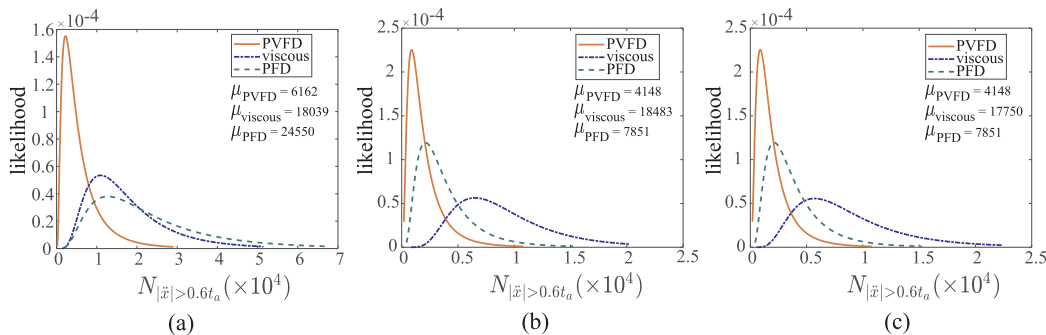 ×10⁻⁴
1.6
1.4
1.2
1
0.8
0.6
0.4
0.2
0
likelihood
PVFD
viscous
PFD
μPVFD = 6162
μviscous = 18039
μPFD = 24550
0 1 2 3 4 5 6 7
N|ẍ|>0.6tₐ(×10⁴)
(a)
×10⁻⁴
2.5
2
1.5
1
0.5
0
likelihood
PVFD
viscous
PFD
μPVFD = 4148
μviscous = 18483
μPFD = 7851
0 0.5 1.0 1.5 2.0 2.5
N|ẍ|>0.6tₐ(×10⁴)
(b)
×10⁻⁴
2.5
2
1.5
1
0.5
0
likelihood
PVFD
viscous
PFD
μPVFD = 4148
μviscous = 17750
μPFD = 7851
0 0.5 1.0 1.5 2.0 2.5
N|ẍ|>0.6tₐ(×10⁴)
(c)